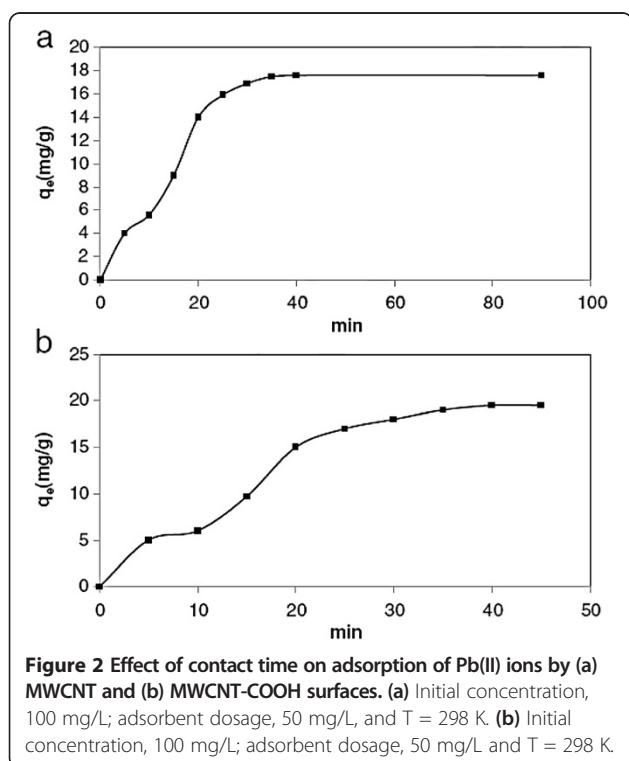 a
20
18
16
14
12
10
8
6
4
2
0
qe(mg/g)
0 20 40 60 80 100
min
b
25
20
15
10
5
0
qe(mg/g)
0 10 20 30 40 50
min
Figure 2 Effect of contact time on adsorption of Pb(II) ions by (a)
MWCNT and (b) MWCNT-COOH surfaces. (a) Initial concentration,
100 mg/L; adsorbent dosage, 50 mg/L, and T = 298 K. (b) Initial
concentration, 100 mg/L; adsorbent dosage, 50 mg/L and T = 298 K.